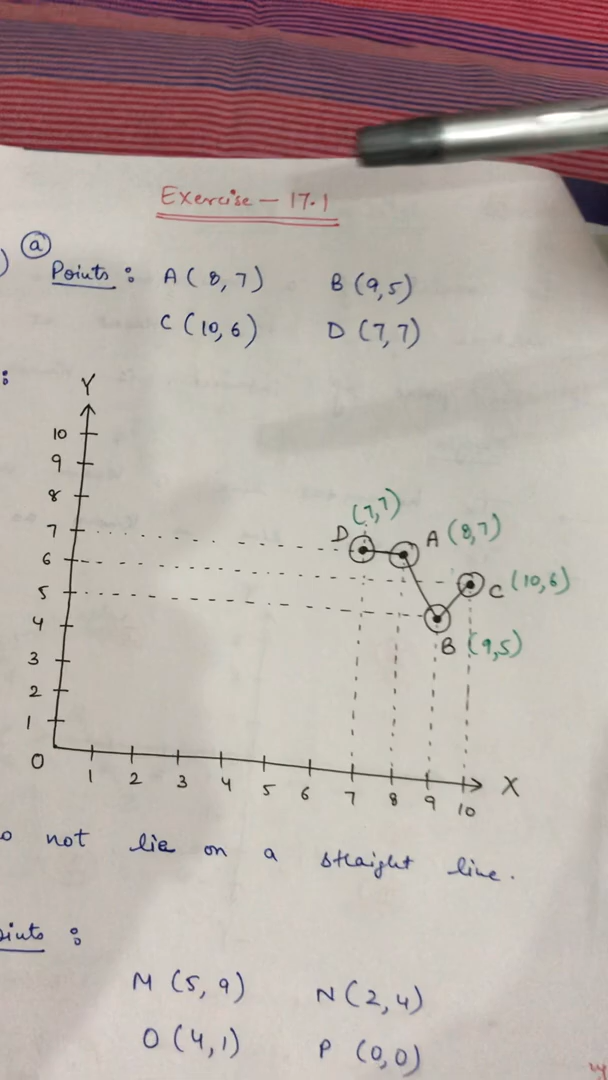 Exercise - 17.1
) (a)
Points : A (8, 7) B (9, 5)
C (10, 6) D (7, 7)
:
Y
10
9
8
7
6
5
4
3
2
1
0
D (7,7)
A (8,7)
C (10,6)
B (9,5)
1 2 3 4 5 6 7 8 9 10 X
not lie on a straight line.
:
M (5, 9) N (2, 4)
O (4, 1) P (0, 0)